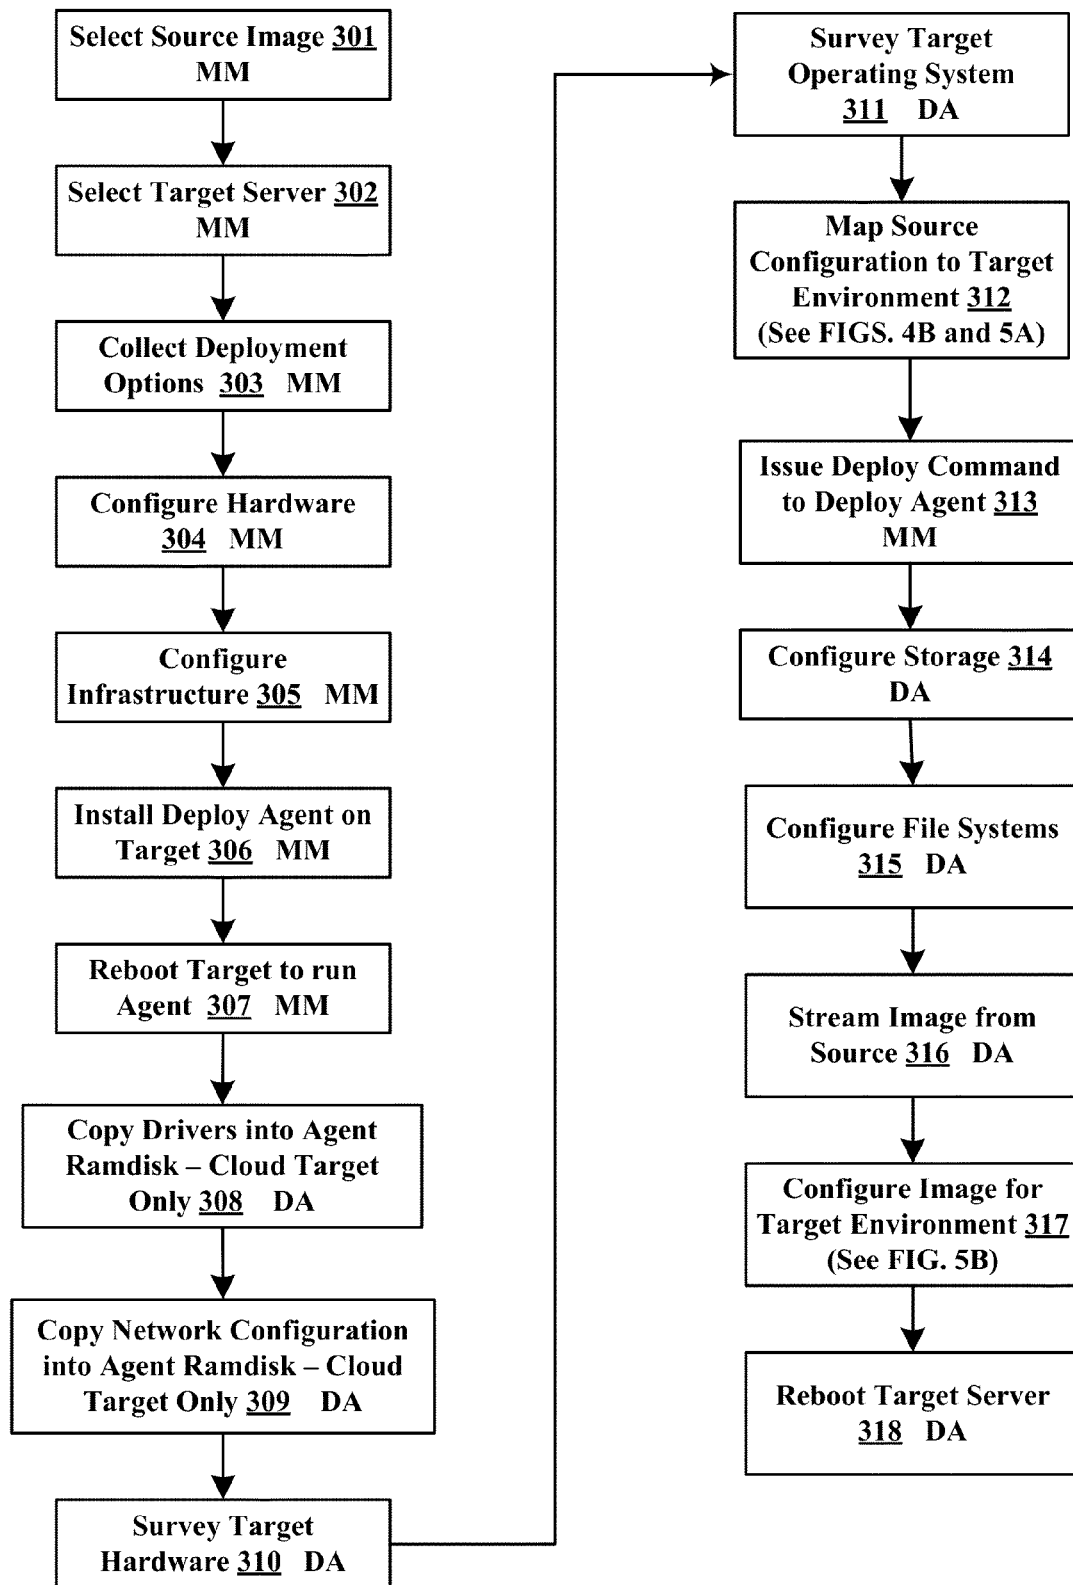 Select Source Image 301
MM
Select Target Server 302
MM
Collect Deployment
Options 303 MM
Configure Hardware
304 MM
Configure
Infrastructure 305 MM
Install Deploy Agent on
Target 306 MM
Reboot Target to run
Agent 307 MM
Copy Drivers into Agent
Ramdisk – Cloud Target
Only 308 DA
Copy Network Configuration
into Agent Ramdisk – Cloud
Target Only 309 DA
Survey Target
Hardware 310 DA
Survey Target
Operating System
311 DA
Map Source
Configuration to Target
Environment 312
(See FIGS. 4B and 5A)
Issue Deploy Command
to Deploy Agent 313
MM
Configure Storage 314
DA
Configure File Systems
315 DA
Stream Image from
Source 316 DA
Configure Image for
Target Environment 317
(See FIG. 5B)
Reboot Target Server
318 DA